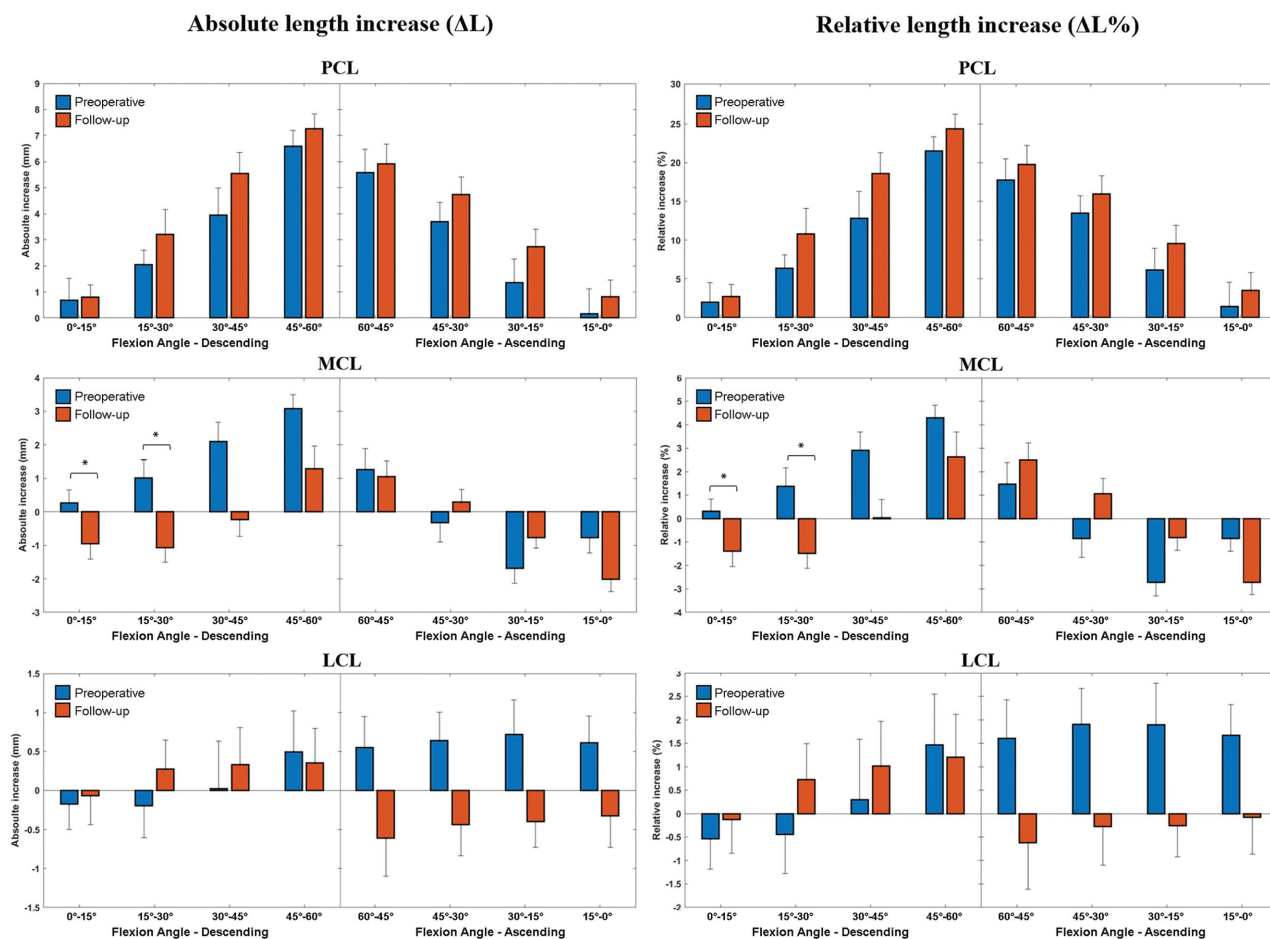 Absolute length increase (ΔL)
Relative length increase (ΔL%)
PCL
Absoulte increase (mm)
9
8
7
6
5
4
3
2
1
0
Preoperative
Follow-up
0°-15° 15°-30° 30°-45° 45°-60° 60°-45° 45°-30° 30°-15° 15°-0°
Flexion Angle - Descending Flexion Angle - Ascending
PCL
Relative increase (%)
30
25
20
15
10
5
0
Preoperative
Follow-up
0°-15° 15°-30° 30°-45° 45°-60° 60°-45° 45°-30° 30°-15° 15°-0°
Flexion Angle - Descending Flexion Angle - Ascending
MCL
Absoulte increase (mm)
4
3
2
1
0
-1
-2
-3
Preoperative
Follow-up
*
*
0°-15° 15°-30° 30°-45° 45°-60° 60°-45° 45°-30° 30°-15° 15°-0°
Flexion Angle - Descending Flexion Angle - Ascending
MCL
Relative increase (%)
6
5
4
3
2
1
0
-1
-2
-3
-4
Preoperative
Follow-up
*
*
0°-15° 15°-30° 30°-45° 45°-60° 60°-45° 45°-30° 30°-15° 15°-0°
Flexion Angle - Descending Flexion Angle - Ascending
LCL
Absoulte increase (mm)
1.5
1
0.5
0
-0.5
-1
-1.5
Preoperative
Follow-up
0°-15° 15°-30° 30°-45° 45°-60° 60°-45° 45°-30° 30°-15° 15°-0°
Flexion Angle - Descending Flexion Angle - Ascending
LCL
Relative increase (%)
3
2.5
2
1.5
1
0.5
0
-0.5
-1
-1.5
-2
Preoperative
Follow-up
0°-15° 15°-30° 30°-45° 45°-60° 60°-45° 45°-30° 30°-15° 15°-0°
Flexion Angle - Descending Flexion Angle - Ascending